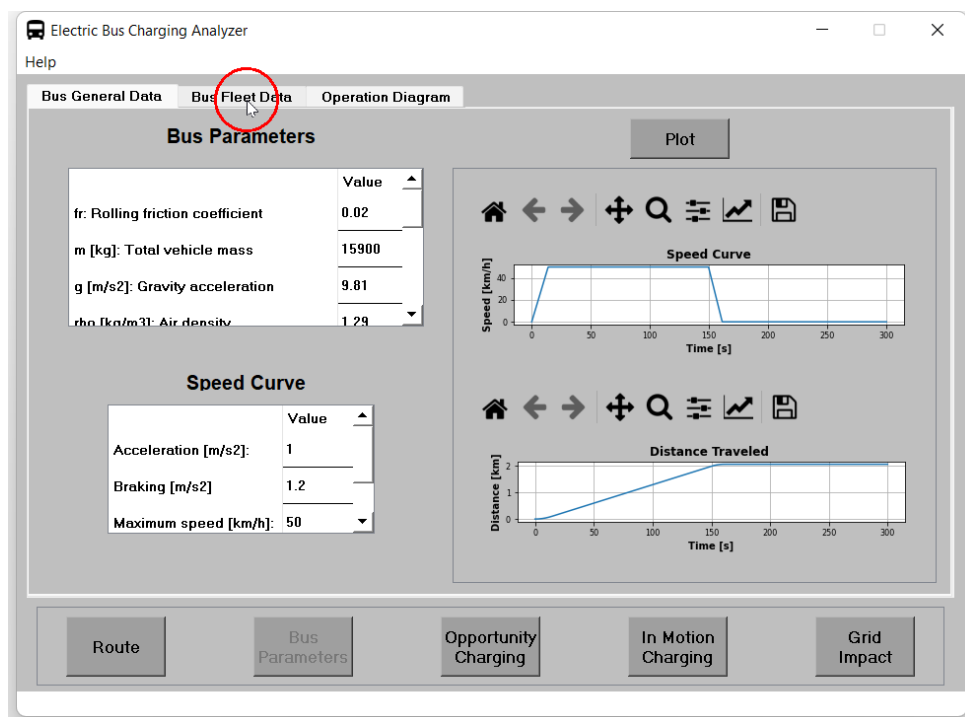 Electric Bus Charging Analyzer
Help
Bus General Data
Bus Fleet Data
Operation Diagram
Bus Parameters
Value
fr: Rolling friction coefficient 0.02
m [kg]: Total vehicle mass 15900
g [m/s2]: Gravity acceleration 9.81
rho [kg/m3]: Air density 1.29
Speed Curve
Value
Acceleration [m/s2]: 1
Braking [m/s2] 1.2
Maximum speed [km/h]: 50
Plot
Speed Curve
Speed [km/h]
40
20
0
0 50 100 150 200 250 300
Time [s]
Distance Traveled
Distance [km]
2
1
0
0 50 100 150 200 250 300
Time [s]
Route
Bus
Parameters
Opportunity
Charging
In Motion
Charging
Grid
Impact